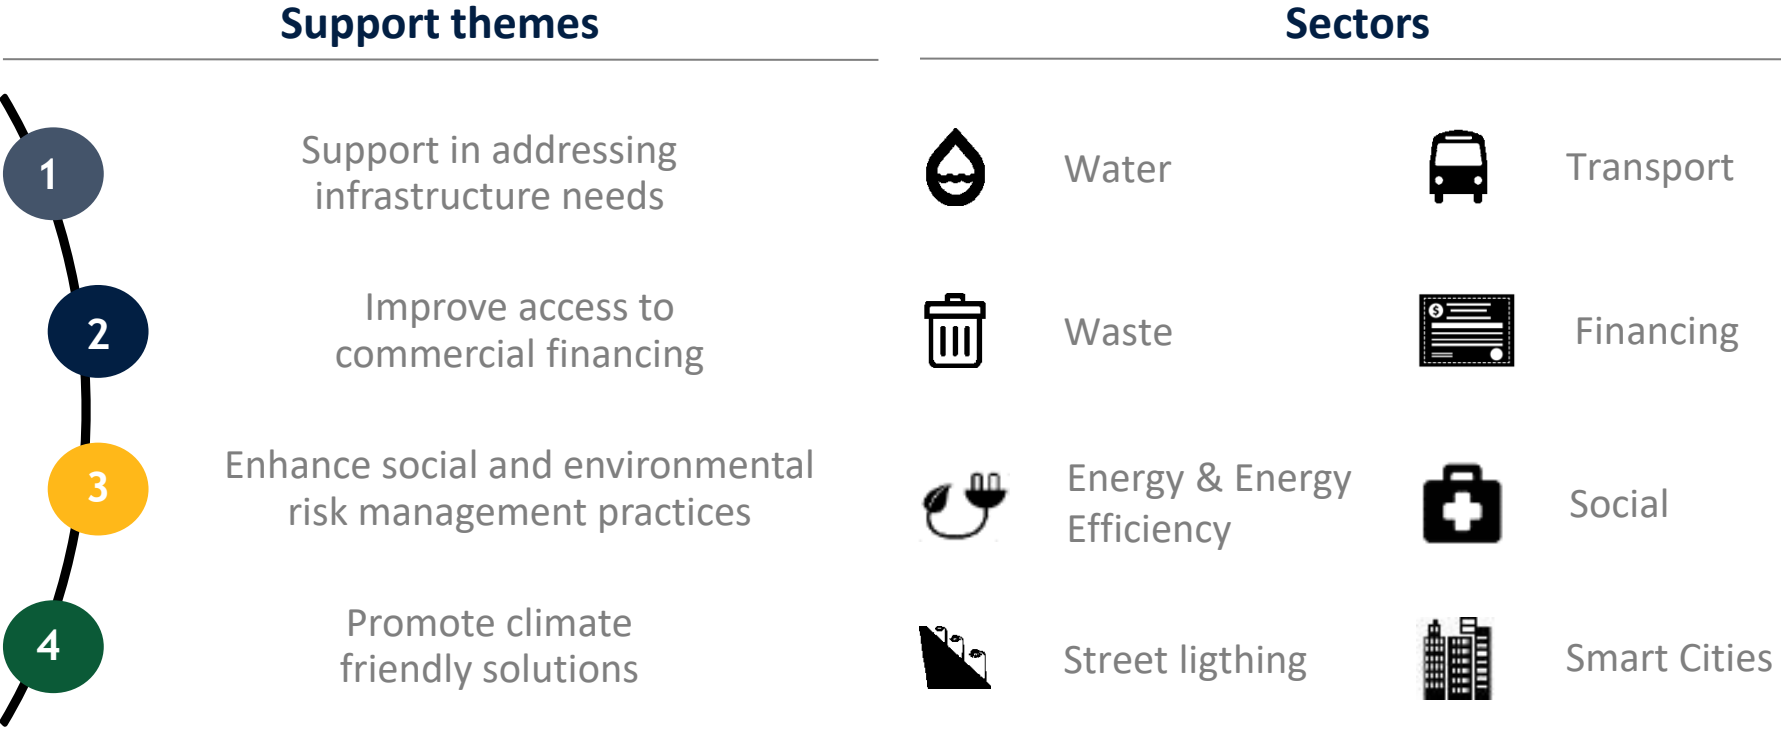 Support themes
1
Support in addressing
infrastructure needs
2
Improve access to
commercial financing
3
Enhance social and environmental
risk management practices
4
Promote climate
friendly solutions
Sectors
Water
Transport
Waste
$
Financing
Energy & Energy
Efficiency
Social
Street ligthing
Smart Cities